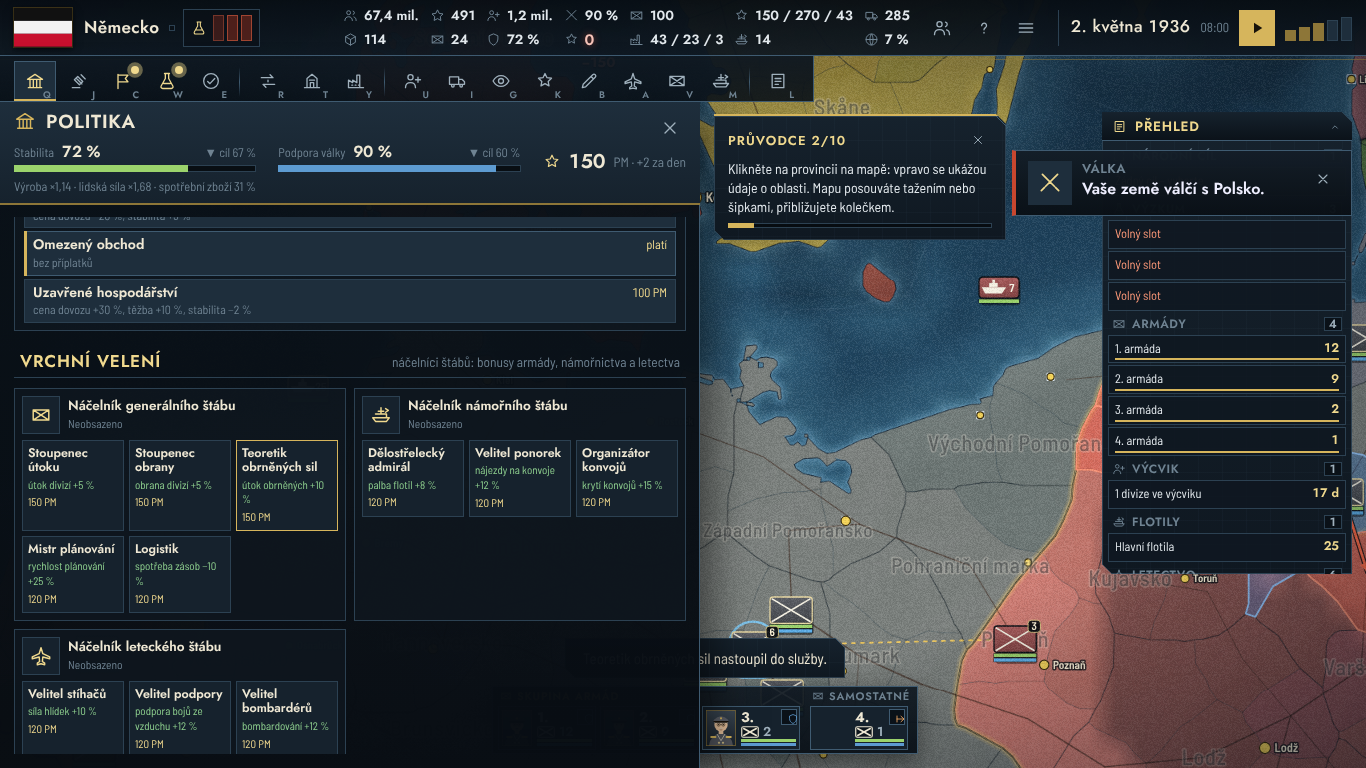 Německo
67,4 mil.
491
1,2 mil.
90 %
100
150 / 270 / 43
285
114
24
72 %
0
43 / 23 / 3
14
7 %
?
2. května 1936
08:00
Q
J
C
W
E
R
T
Y
U
I
G
K
B
A
V
M
L
POLITIKA
Stabilita 72 % ▼ cíl 67 %
Podpora války 90 % ▼ cíl 60 %
150 PM · +2 za den
Výroba ×1,14 · lidská síla ×1,68 · spotřební zboží 31 %
Omezený obchod
platí
bez příplatků
Uzavřené hospodářství
100 PM
cena dovozu +30 %, těžba +10 %, stabilita −2 %
VRCHNÍ VELENÍ
náčelníci štábů: bonusy armády, námořnictva a letectva
Náčelník generálního štábu
Neobsazeno
Stoupenec útoku
útok divizí +5 %
150 PM
Stoupenec obrany
obrana divizí +5 %
150 PM
Teoretik obrněných sil
útok obrněných +10 %
150 PM
Mistr plánování
rychlost plánování +25 %
120 PM
Logistik
spotřeba zásob −10 %
120 PM
Náčelník námořního štábu
Neobsazeno
Dělostřelecký admirál
palba flotil +8 %
120 PM
Velitel ponorek
nájezdy na konvoje +12 %
120 PM
Organizátor konvojů
krytí konvojů +15 %
120 PM
Náčelník leteckého štábu
Neobsazeno
Velitel stíhačů
síla hlídek +10 %
120 PM
Velitel podpory
podpora bojů ze vzduchu +12 %
120 PM
Velitel bombardérů
bombardování +12 %
120 PM
PRŮVODCE 2/10
Klikněte na provincii na mapě: vpravo se ukážou
údaje o oblasti. Mapu posouváte tažením nebo
šipkami, přibližujete kolečkem.
PŘEHLED
VÁLKA
Vaše země válčí s Polsko.
Volný slot
Volný slot
Volný slot
ARMÁDY 4
1. armáda 12
2. armáda 9
3. armáda 2
4. armáda 1
VÝCVIK 1
1 divize ve výcviku 17 d
FLOTILY 1
Hlavní flotila 25
Skåne
7
Východní Pomořan
Západní Pomořansko
Pohraniční marka
Kujavsko
Toruň
6
3
Poznaň
Lodž
Lodž
sil nastoupil do služby.
SAMOSTATNÉ
3.
2
4.
1